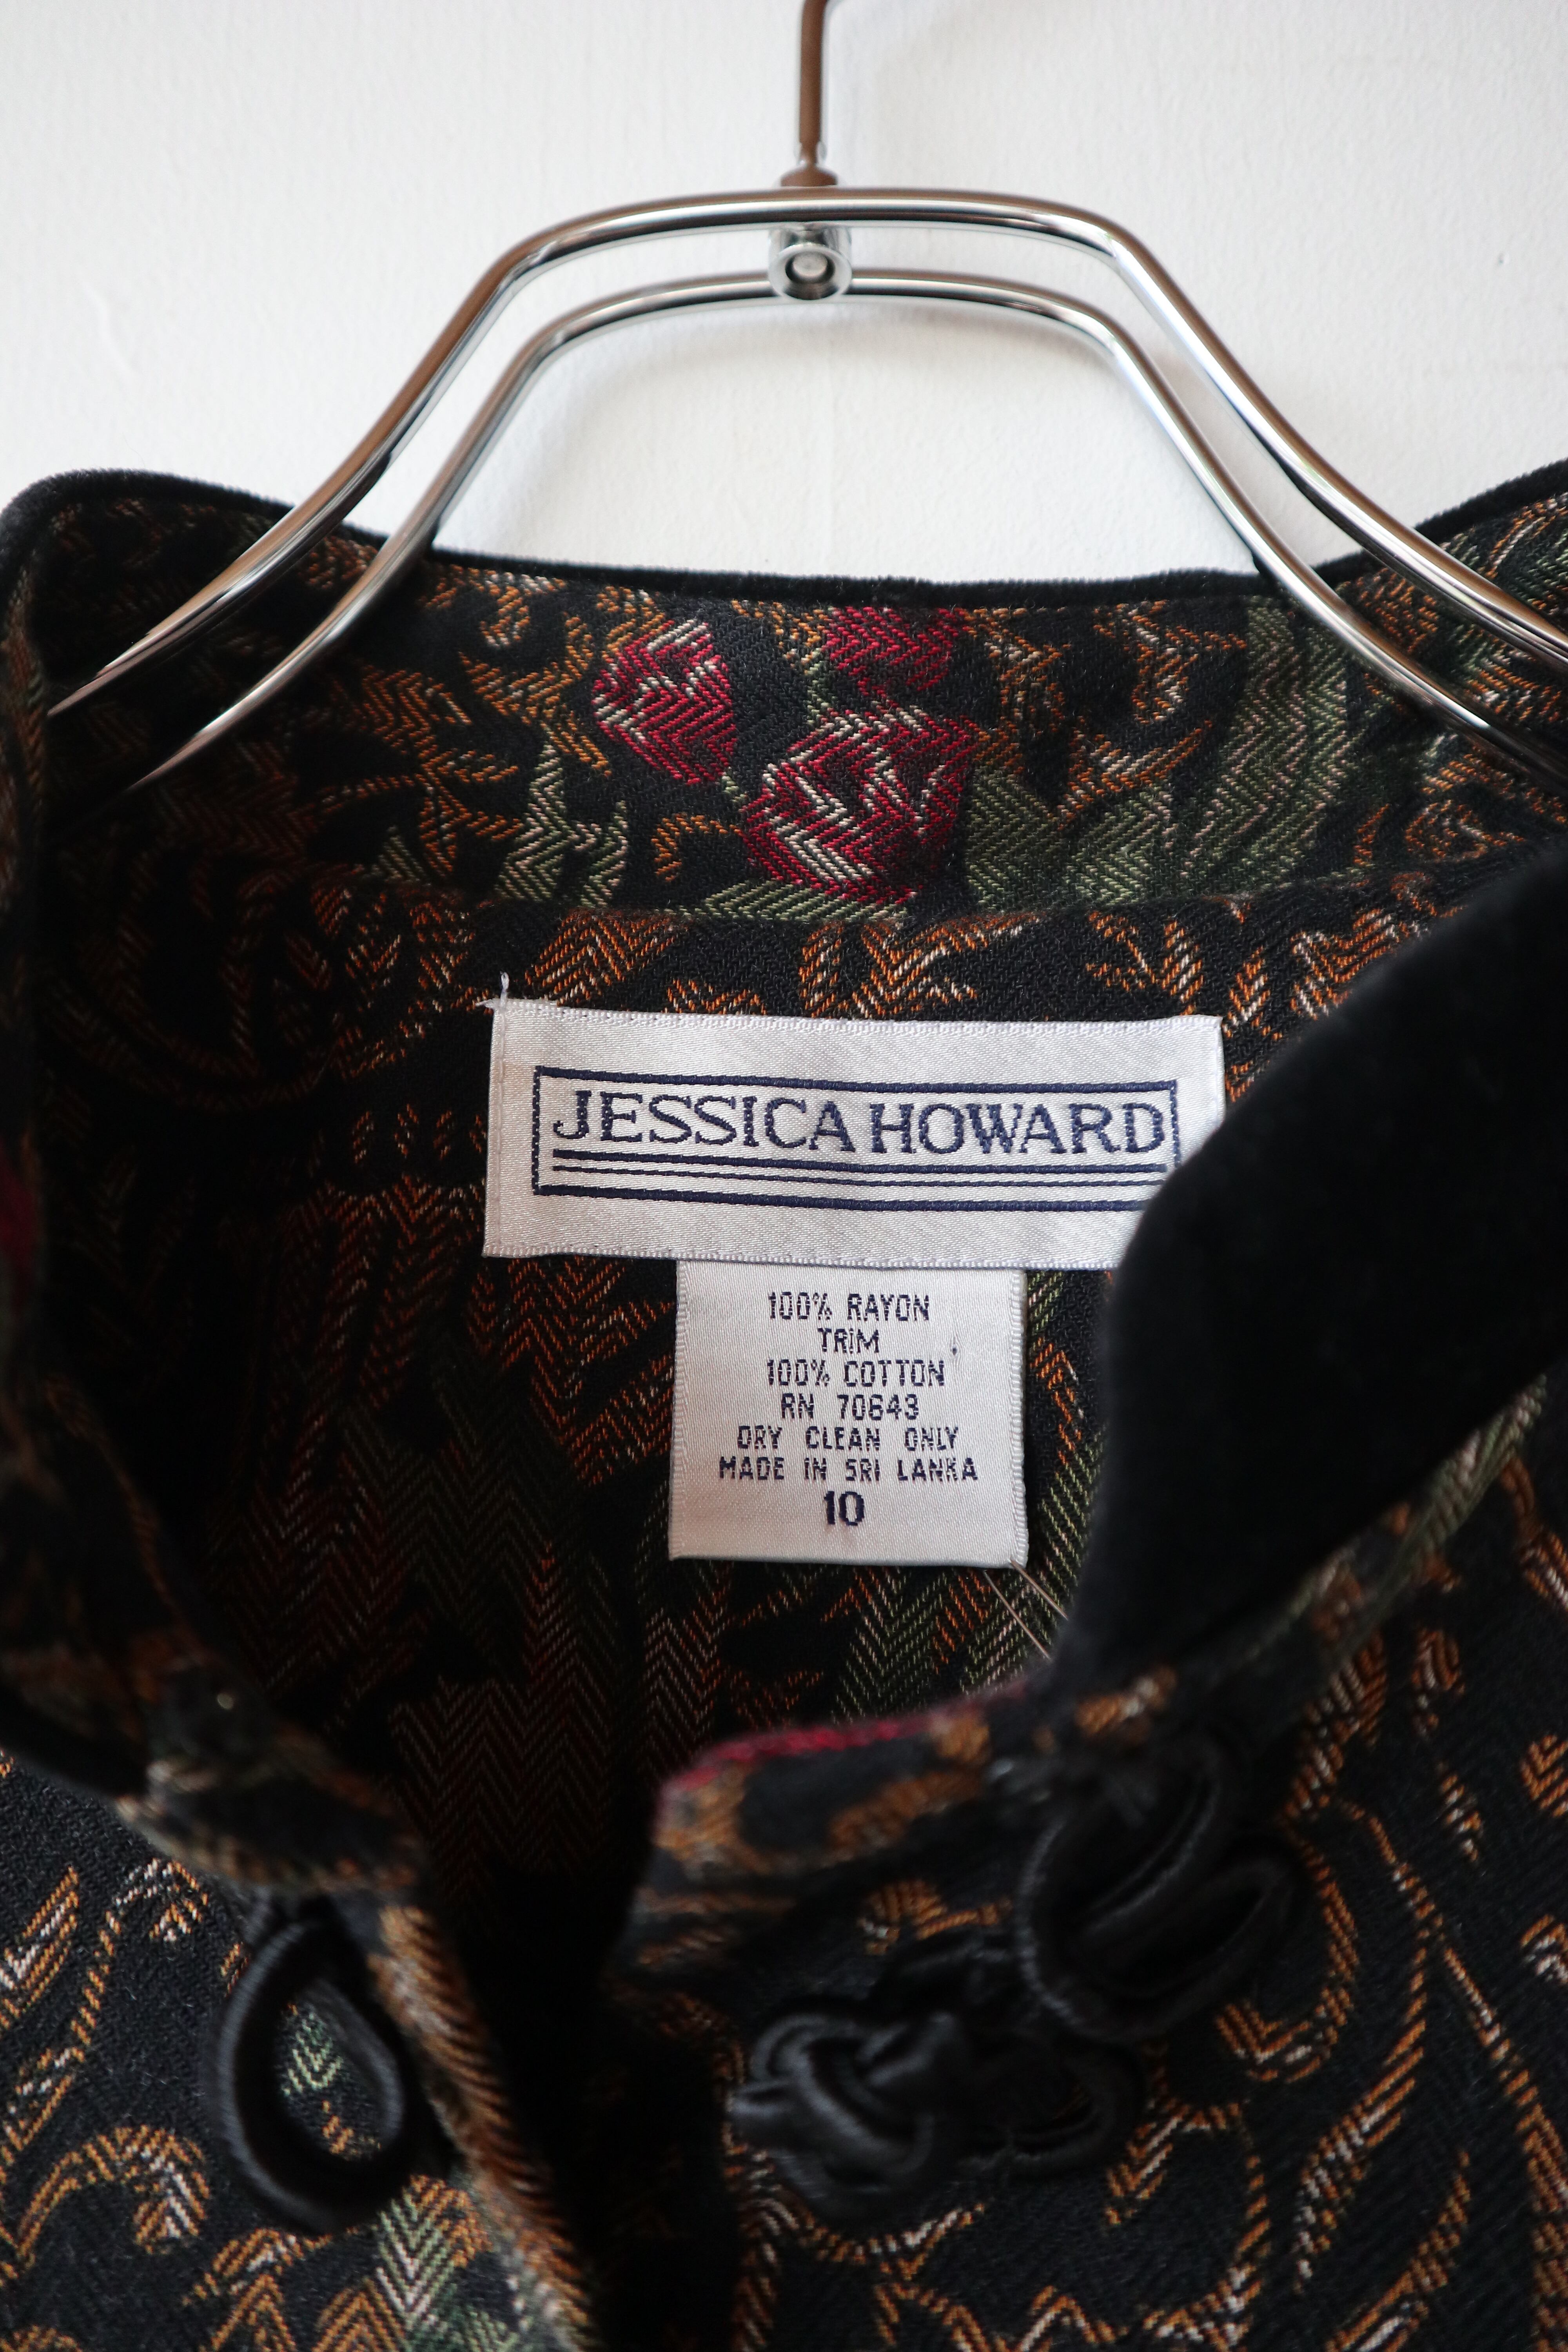 JESSICA HOWARD
100% RAYON
TRIM
100% COTTON
RN 70643
DRY CLEAN ONLY
MADE IN SRI LANKA
10